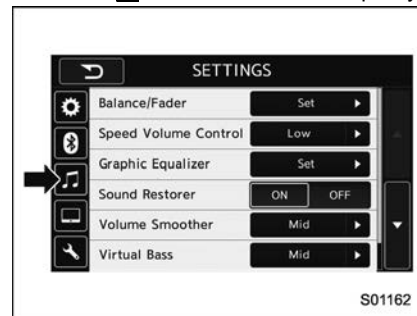 SETTINGS
Balance/Fader Set
Speed Volume Control Low
Graphic Equalizer Set
Sound Restorer ON OFF
Volume Smoother Mid
Virtual Bass Mid
S01162